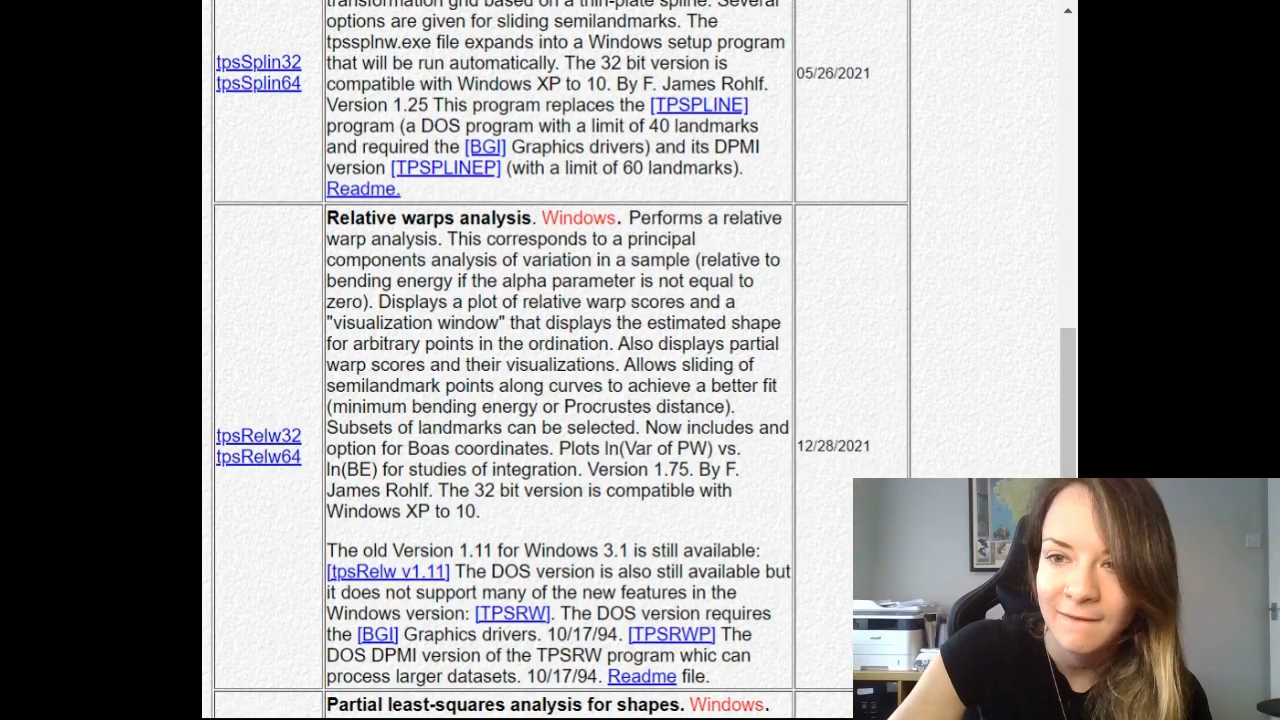 transformation grid based on a thin-plate spline. Several
options are given for sliding semilandmarks. The
tpssplnw.exe file expands into a Windows setup program
that will be run automatically. The 32 bit version is
compatible with Windows XP to 10. By F. James Rohlf.
Version 1.25 This program replaces the [TPSPLINE]
program (a DOS program with a limit of 40 landmarks
and required the [BGI] Graphics drivers) and its DPMI
version [TPSPLINEP] (with a limit of 60 landmarks).
Readme.
tpsSplin32
tpsSplin64
05/26/2021
Relative warps analysis. Windows. Performs a relative
warp analysis. This corresponds to a principal
components analysis of variation in a sample (relative to
bending energy if the alpha parameter is not equal to
zero). Displays a plot of relative warp scores and a
"visualization window" that displays the estimated shape
for arbitrary points in the ordination. Also displays partial
warp scores and their visualizations. Allows sliding of
semilandmark points along curves to achieve a better fit
(minimum bending energy or Procrustes distance).
Subsets of landmarks can be selected. Now includes and
option for Boas coordinates. Plots ln(Var of PW) vs.
ln(BE) for studies of integration. Version 1.75. By F.
James Rohlf. The 32 bit version is compatible with
Windows XP to 10.
The old Version 1.11 for Windows 3.1 is still available:
[tpsRelw v1.11] The DOS version is also still available but
it does not support many of the new features in the
Windows version: [TPSRW]. The DOS version requires
the [BGI] Graphics drivers. 10/17/94. [TPSRWP] The
DOS DPMI version of the TPSRW program whic can
process larger datasets. 10/17/94. Readme file.
tpsRelw32
tpsRelw64
12/28/2021
Partial least-squares analysis for shapes. Windows.